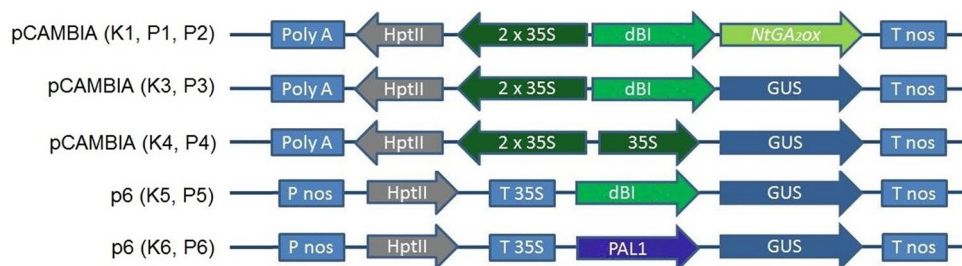 pCAMBIA (K1, P1, P2) Poly A HptII 2 x 35S dBI NtGA₂ox T nos
pCAMBIA (K3, P3) Poly A HptII 2 x 35S dBI GUS T nos
pCAMBIA (K4, P4) Poly A HptII 2 x 35S 35S GUS T nos
p6 (K5, P5) P nos HptII T 35S dBI GUS T nos
p6 (K6, P6) P nos HptII T 35S PAL1 GUS T nos